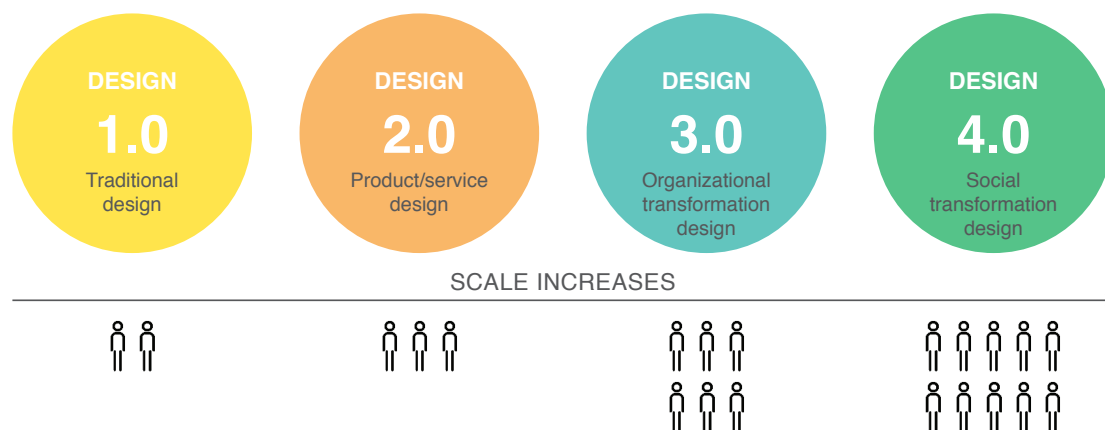 DESIGN
1.0
Traditional
design
DESIGN
2.0
Product/service
design
DESIGN
3.0
Organizational
transformation
design
DESIGN
4.0
Social
transformation
design
SCALE INCREASES